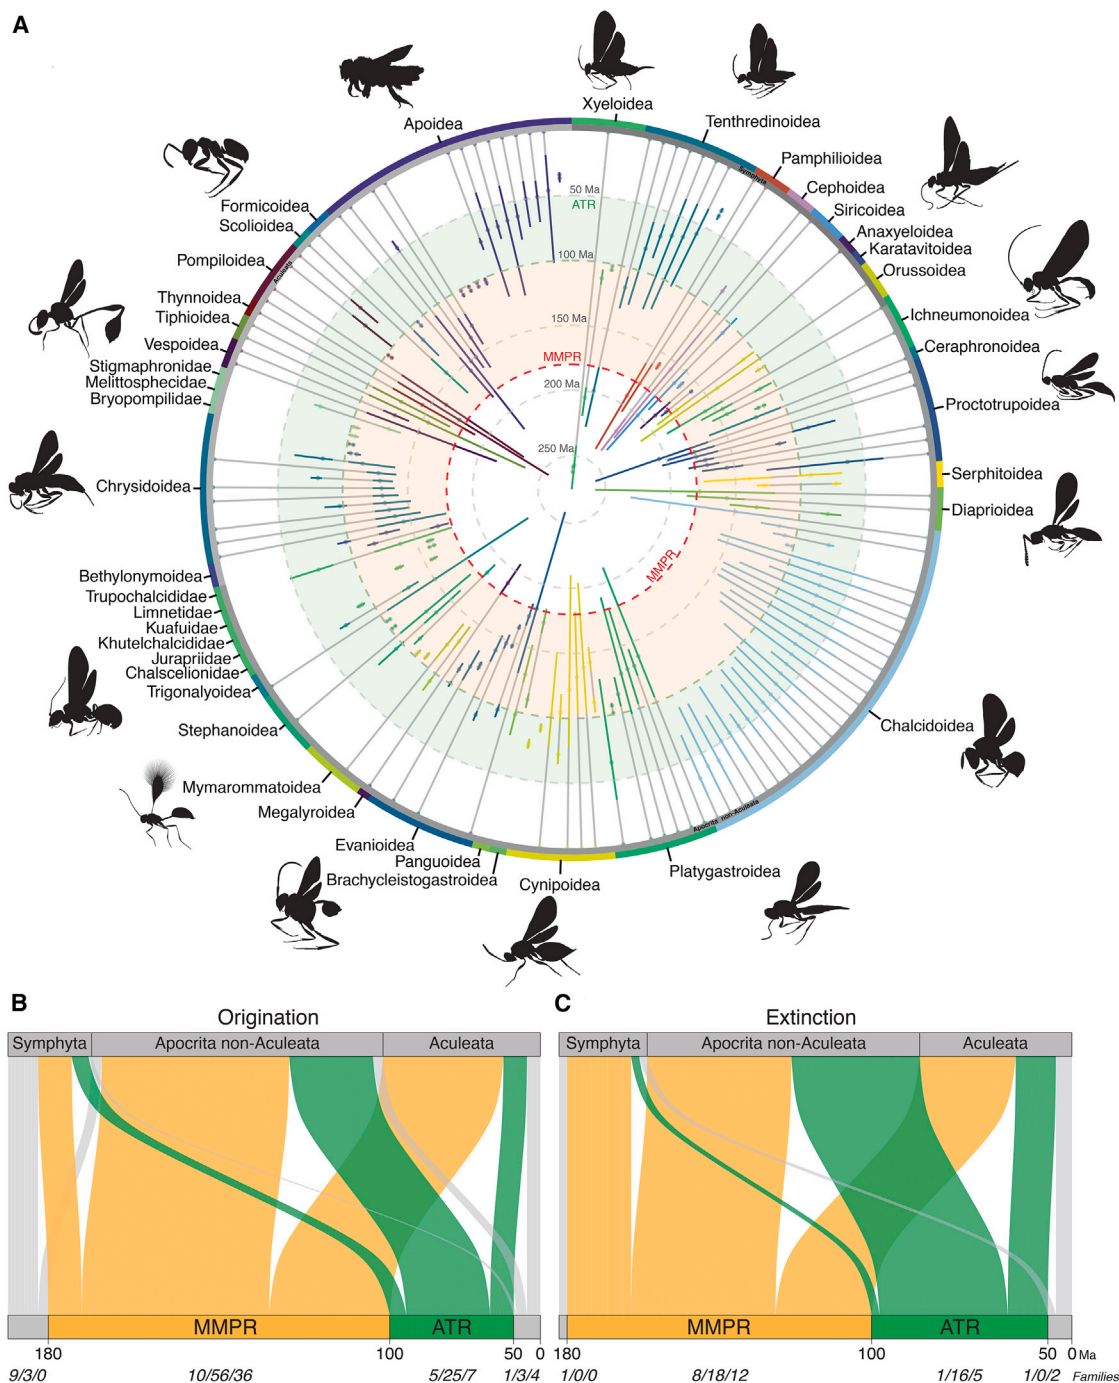 A
Xyeloidea
Tenthredinoidea
Pamphilioidea
Cephoidea
Siricoidea
Anaxyeloidea
Karatavitoidea
Orussoidea
Ichneumonoidea
Ceraphronoidea
Proctotrupoidea
Serphitoidea
Diaprioidea
Chalcidoidea
Platygastroidea
Cynipoidea
Brachycleistogastroidea
Panguoidea
Evanioidea
Megalyroidea
Mymarommatoidea
Stephanoidea
Trigonalyoidea
Chalscelionidae
Jurapriidae
Khutelchalcididae
Kuafuidae
Limnetidae
Trupochalcididae
Bethylonymoidea
Chrysidoidea
Bryopompilidae
Melittosphecidae
Stigmaphronidae
Vespoidea
Tiphioidea
Thynnoidea
Pompiloidea
Scolioidea
Formicoidea
Apoidea
Symphyta
Apocrita non-Aculeata
Aculeata
50 Ma
ATR
100 Ma
150 Ma
MMPR
200 Ma
250 Ma
MMPR
B
Origination
Symphyta Apocrita non-Aculeata Aculeata
MMPR ATR
180 100 50 0
9/3/0 10/56/36 5/25/7 1/3/4
C
Extinction
Symphyta Apocrita non-Aculeata Aculeata
MMPR ATR
180 100 50 0 Ma
1/0/0 8/18/12 1/16/5 1/0/2 Families